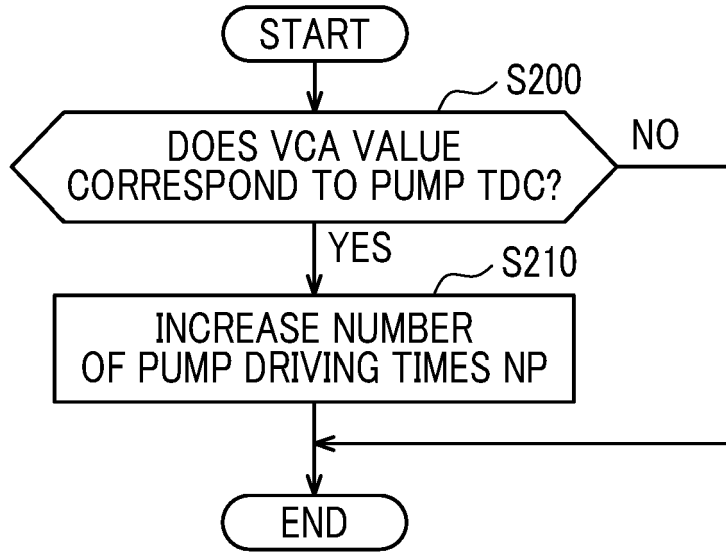 START
S200
DOES VCA VALUE
CORRESPOND TO PUMP TDC?
NO
YES
S210
INCREASE NUMBER
OF PUMP DRIVING TIMES NP
END